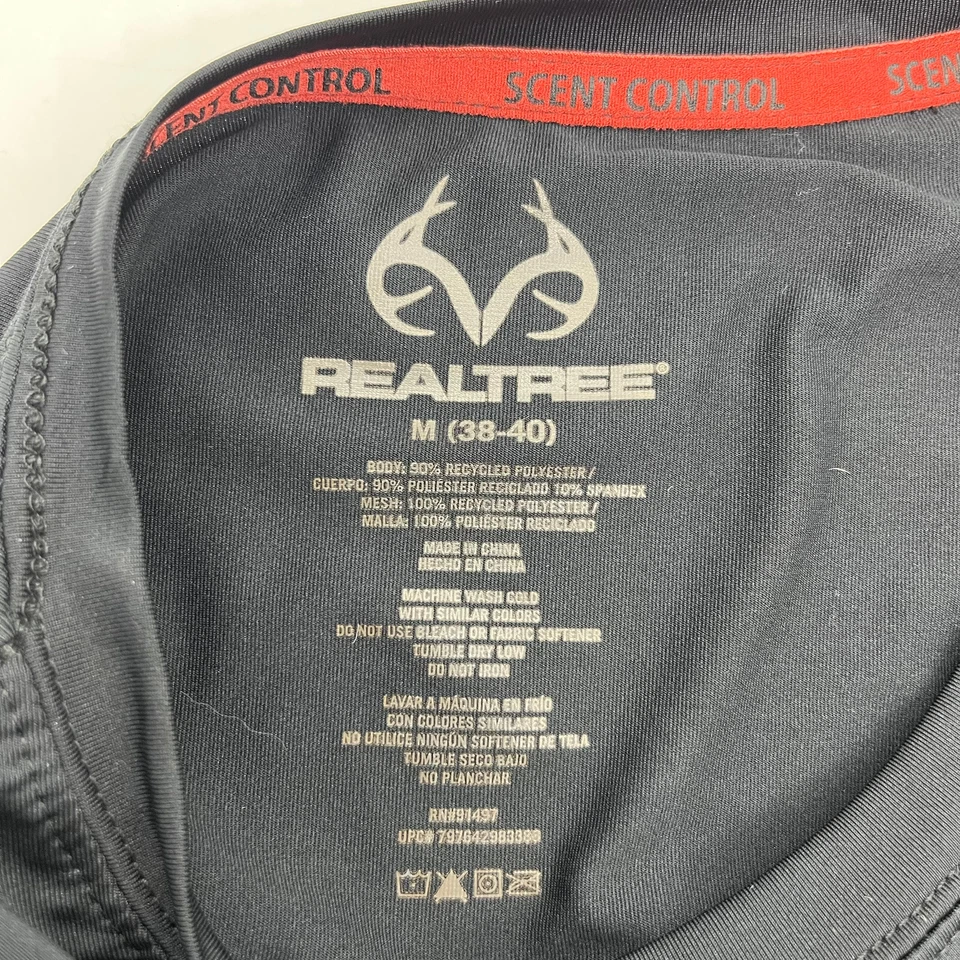 ENT CONTROL
SCENT CONTROL
SCEN
REALTREE®
M (38-40)
BODY: 90% RECYCLED POLYESTER /
CUERPO: 90% POLIÉSTER RECICLADO 10% SPANDEX
MESH: 100% RECYCLED POLYESTER /
MALLA: 100% POLIÉSTER RECICLADO
MADE IN CHINA
HECHO EN CHINA
MACHINE WASH COLD
WITH SIMILAR COLORS
DO NOT USE BLEACH OR FABRIC SOFTENER
TUMBLE DRY LOW
DO NOT IRON
LAVAR A MÁQUINA EN FRÍO
CON COLORES SIMILARES
NO UTILICE NINGÚN SOFTENER DE TELA
TUMBLE SECO BAJO
NO PLANCHAR
RN#91497
UPC#